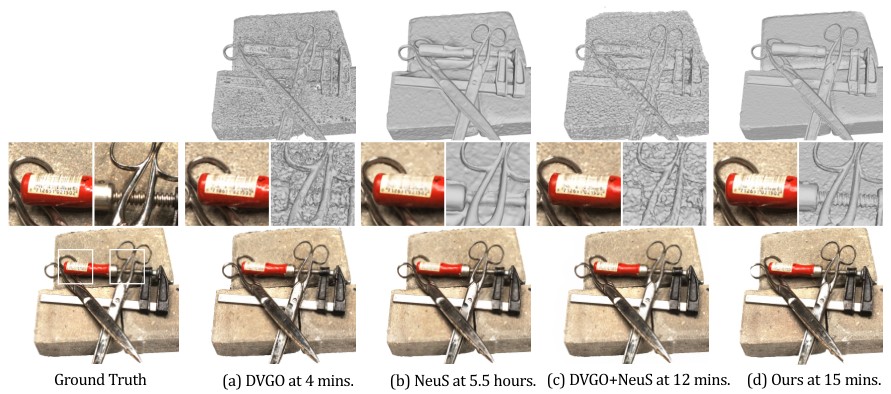 Ground Truth
(a) DVGO at 4 mins.
(b) NeuS at 5.5 hours.
(c) DVGO+NeuS at 12 mins.
(d) Ours at 15 mins.